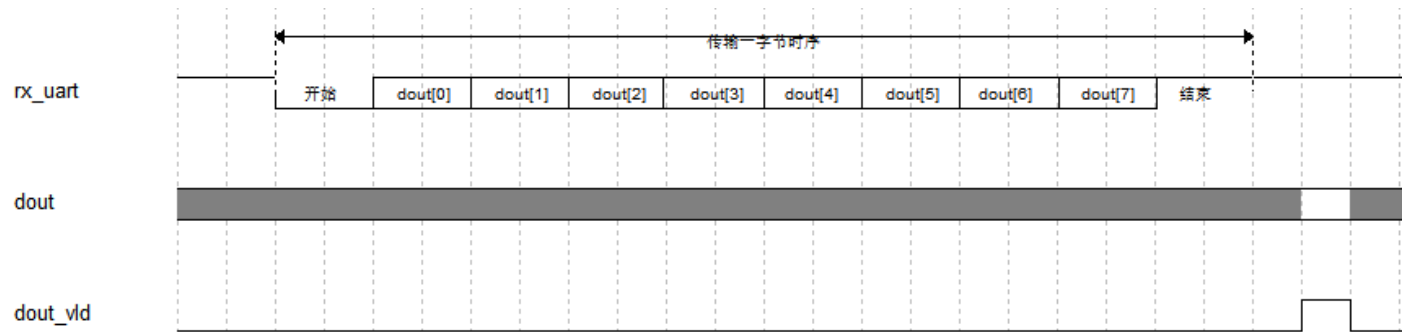 传输一字节时序
rx_uart 开始 dout[0] dout[1] dout[2] dout[3] dout[4] dout[5] dout[6] dout[7] 结束
dout
dout_vld